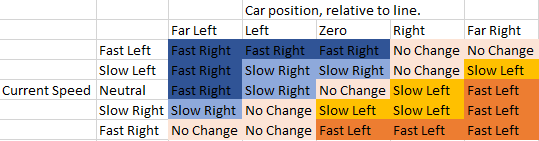 Car position, relative to line.
Far Left Left Zero Right Far Right
Fast Left Fast Right Fast Right Fast Right No Change No Change
Slow Left Fast Right Slow Right Slow Right No Change Slow Left
Current Speed Neutral Fast Right Slow Right No Change Slow Left Fast Left
Slow Right Slow Right No Change Slow Left Slow Left Fast Left
Fast Right No Change No Change Fast Left Fast Left Fast Left